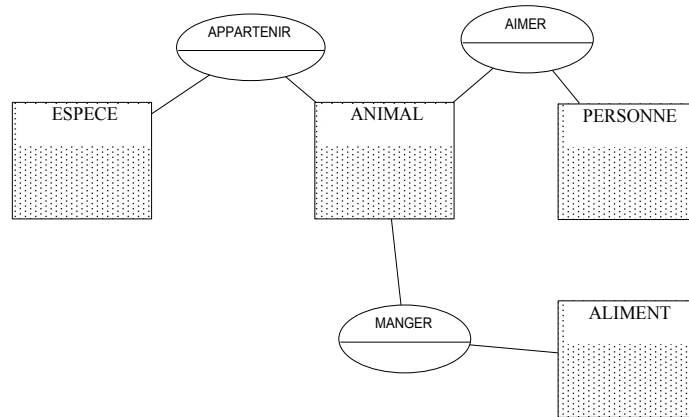 APPARTENIR
AIMER
ESPECE
ANIMAL
PERSONNE
MANGER
ALIMENT